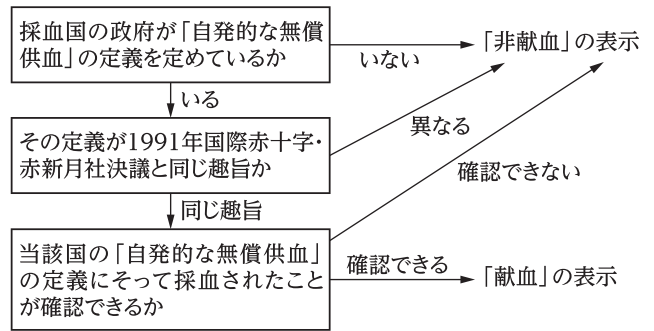 採血国の政府が「自発的な無償
供血」の定義を定めているか
いない
「非献血」の表示
いる
その定義が1991年国際赤十字・
赤新月社決議と同じ趣旨か
異なる
確認できない
同じ趣旨
当該国の「自発的な無償供血」
の定義にそって採血されたこと
が確認できるか
確認できる
「献血」の表示